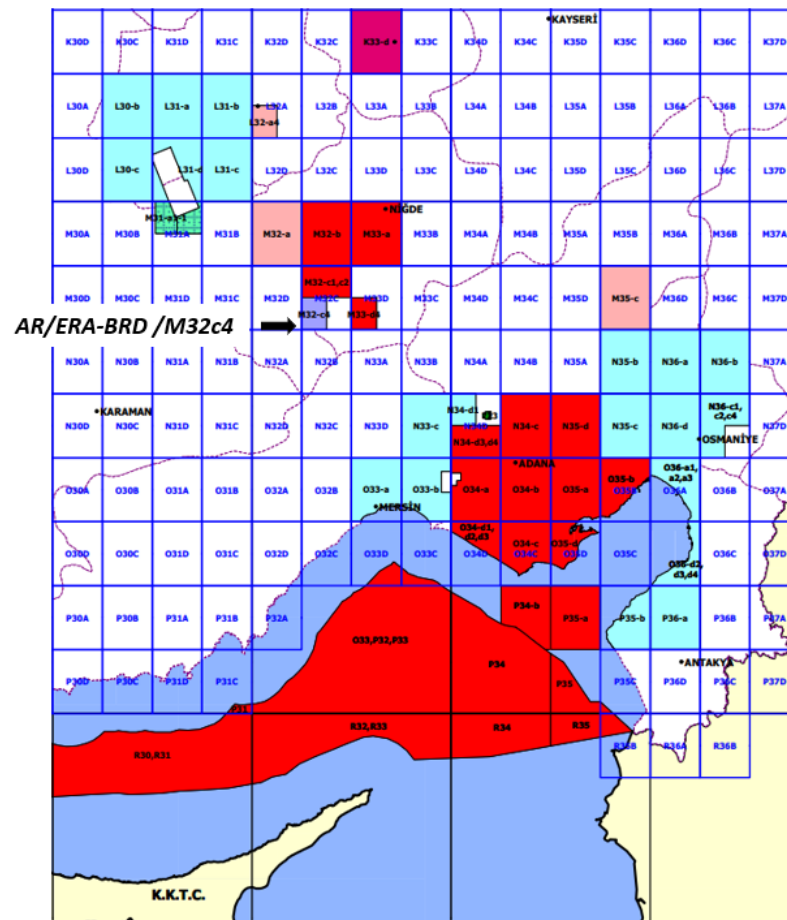 KAYSERİ
K30D K30C K31D K31C K32D K32C K33-d K33C K34D K34C K35D K35C K36D K36C K37D
L30A L30-b L31-a L31-b L32A L32B L33A L33B L34A L34B L35A L35B L36A L36B L37A
L32-a4
L30D L30-c L31-d L31-c L32D L32C L33D L33C L34D L34C L35D L35C L36D L36C L37D
NİĞDE
M30A M30B M31A M31B M32-a M32-b M33-a M33B M34A M34B M35A M35B M36A M36B M37A
M32-c1,c2
M30D M30C M31D M31C M32D M33D M33C M34D M34C M35D M35-c M36D M36C M37D
M32-c4 M33-d4
AR/ERA-BRD /M32c4
N30A N30B N31A N31B N32A N32B N33A N33B N34A N34B N35A N35-b N36-a N36-b N37A
KARAMAN
N34-d1
N36-c1,
c2,c4
N30D N30C N31D N31C N32D N32C N33D N33-c N34D N34-c N35-d N35-c N36-d N37D
N34-d3,d4
OSMANİYE
ADANA
O36-a1,
a2,a3
O30A O30B O31A O31B O32A O32B O33-a O33-b O34-a O34-b O35-a O35-b O36A O36B O37A
MERSİN
O34-d1,
d2,d3
O30D O30C O31D O31C O32D O32C O33D O33C O34D O34-c O34C O35-d O35D O35C O36C O37D
O36-d2,
d3,d4
P30A P30B P31A P31B P32A P34-b P35-a P35-b P36-a P36B P37A
O33,P32,P33
P34
ANTAKYA
P30D P30C P31D P31C P35 P35C P36D P36C P37D
P31
R30,R31 R32,R33 R34 R35 R35B R36A R36B
K.K.T.C.